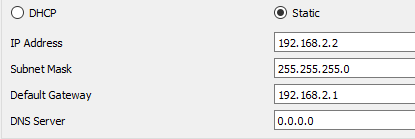 DHCP Static
IP Address 192.168.2.2
Subnet Mask 255.255.255.0
Default Gateway 192.168.2.1
DNS Server 0.0.0.0